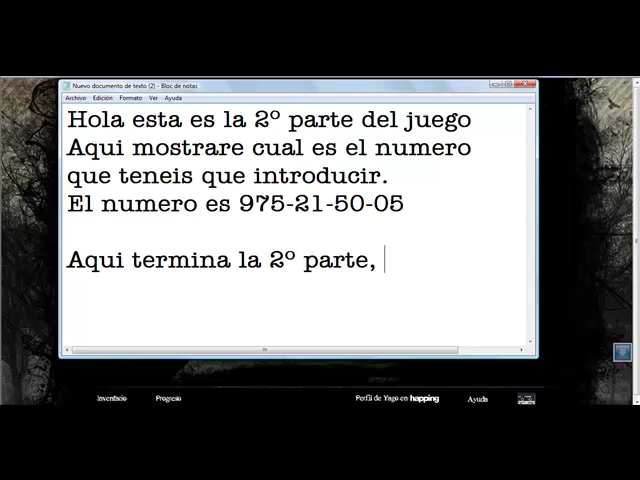 Nuevo documento de texto (2) - Bloc de notas
Archivo Edición Formato Ver Ayuda
Hola esta es la 2º parte del juego
Aqui mostrare cual es el numero
que teneis que introducir.
El numero es 975-21-50-05
Aqui termina la 2º parte,
Inventario Progreso Perfil de Yago en happing Ayuda